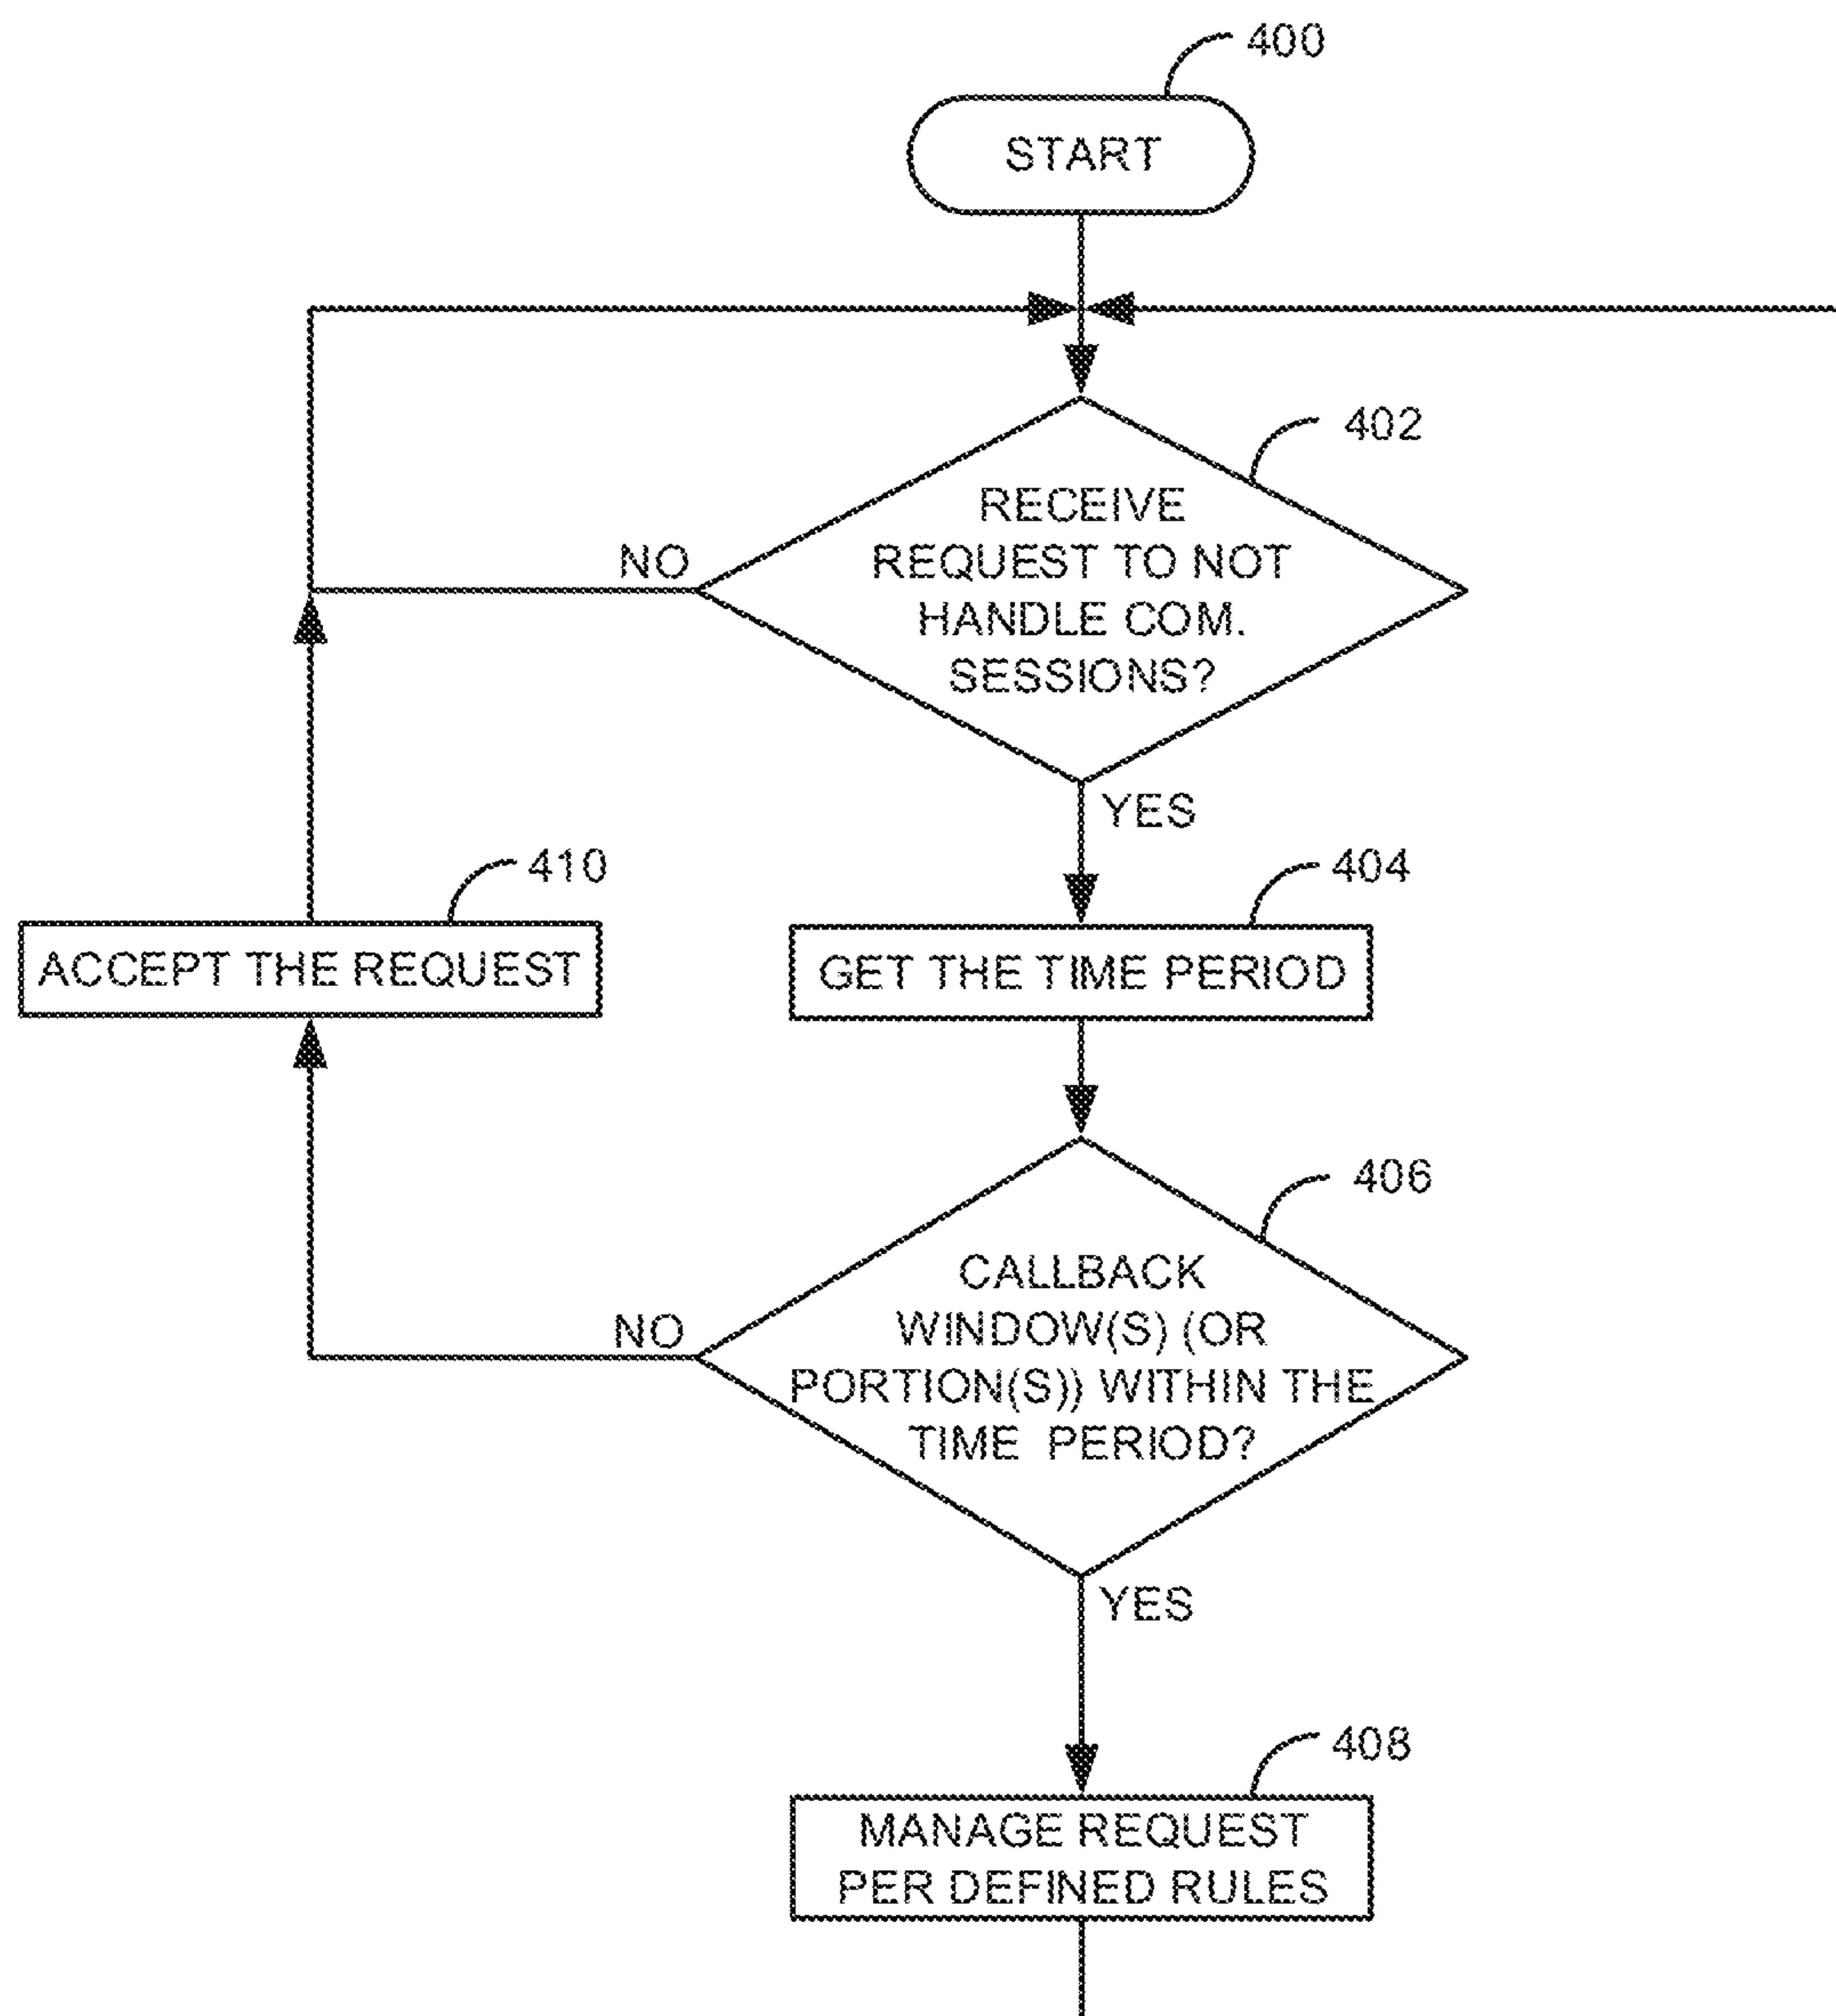 400
START
402
RECEIVE
REQUEST TO NOT
HANDLE COM.
SESSIONS?
NO
YES
410
404
ACCEPT THE REQUEST
GET THE TIME PERIOD
406
CALLBACK
WINDOW(S) (OR
PORTION(S)) WITHIN THE
TIME PERIOD?
NO
YES
408
MANAGE REQUEST
PER DEFINED RULES